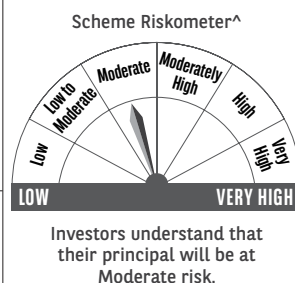 Scheme Riskometer^
Low
Low to
Moderate
Moderate
Moderately
High
High
Very
High
LOW
VERY HIGH
Investors understand that
their principal will be at
Moderate risk.